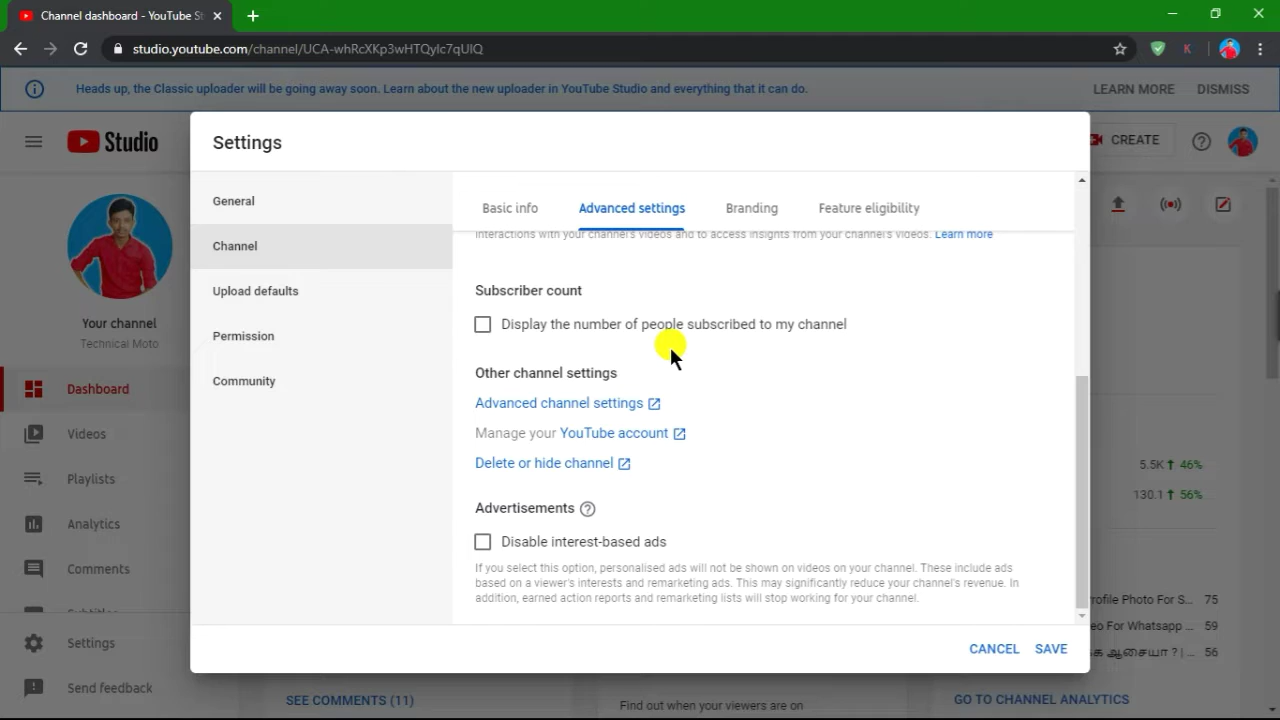 Channel dashboard - YouTube St
studio.youtube.com/channel/UCA-whRcXKp3wHTQylc7qUIQ
K
Heads up, the Classic uploader will be going away soon. Learn about the new uploader in YouTube Studio and everything that it can do.
LEARN MORE
DISMISS
Studio
CREATE
Settings
General
Channel
Upload defaults
Permission
Community
Basic info
Advanced settings
Branding
Feature eligibility
interactions with your channel's videos and to access insights from your channel's videos. Learn more
Subscriber count
Display the number of people subscribed to my channel
Other channel settings
Advanced channel settings
Manage your YouTube account
Delete or hide channel
Advertisements
Disable interest-based ads
If you select this option, personalised ads will not be shown on videos on your channel. These include ads
based on a viewer's interests and remarketing ads. This may significantly reduce your channel's revenue. In
addition, earned action reports and remarketing lists will stop working for your channel.
CANCEL
SAVE
Your channel
Technical Moto
Dashboard
Videos
Playlists
Analytics
Comments
Subtitles
Settings
Send feedback
5.5K 46%
130.1 56%
rofile Photo For S... 75
eo For Whatsapp ... 59
க ஆசையா ? | ... 56
SEE COMMENTS (11)
Find out when your viewers are on
GO TO CHANNEL ANALYTICS